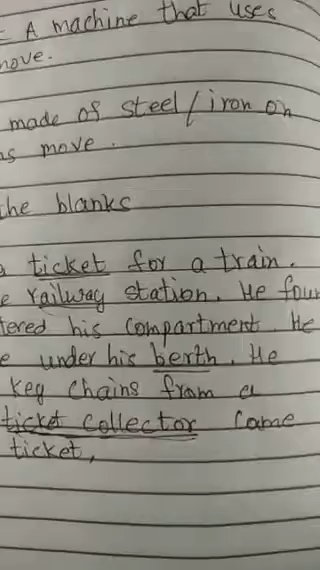 : A machine that uses
move.
made of steel/iron on
ns move.
the blanks
a ticket for a train.
e railway station. He foun
tered his compartment. He
e under his berth. He
key chains from a
ticket collector came
ticket,